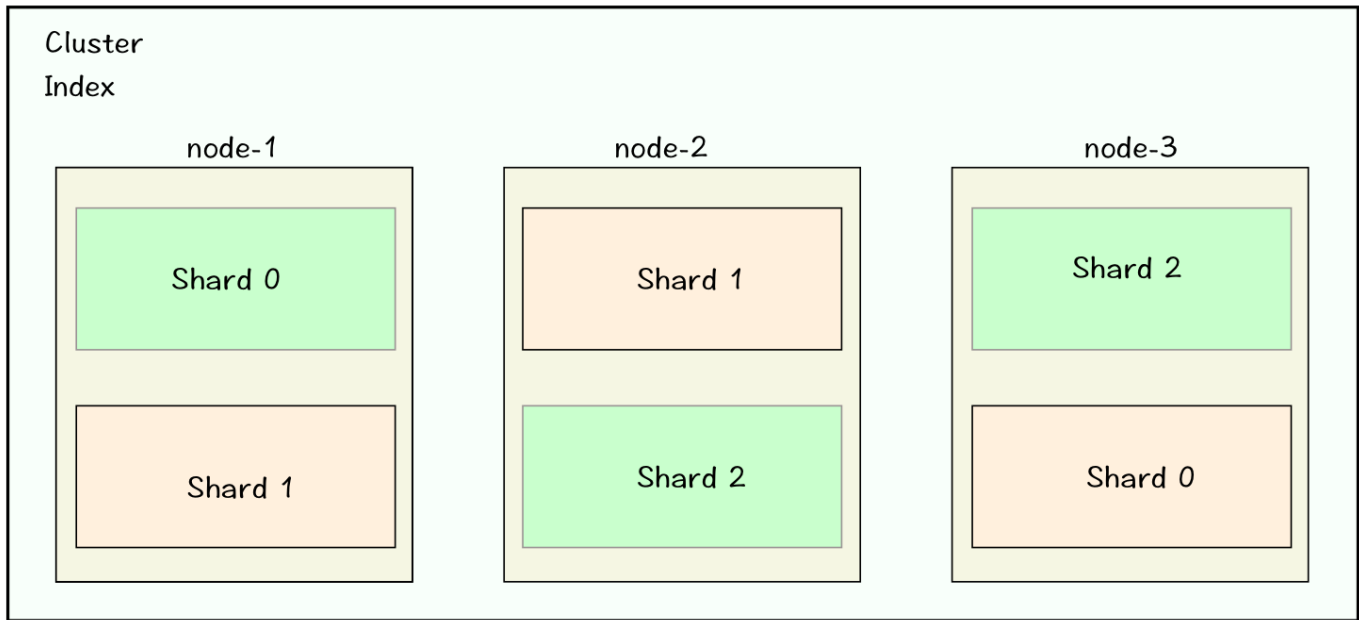 Cluster
Index
node-1
node-2
node-3
Shard 0
Shard 1
Shard 2
Shard 1
Shard 2
Shard 0